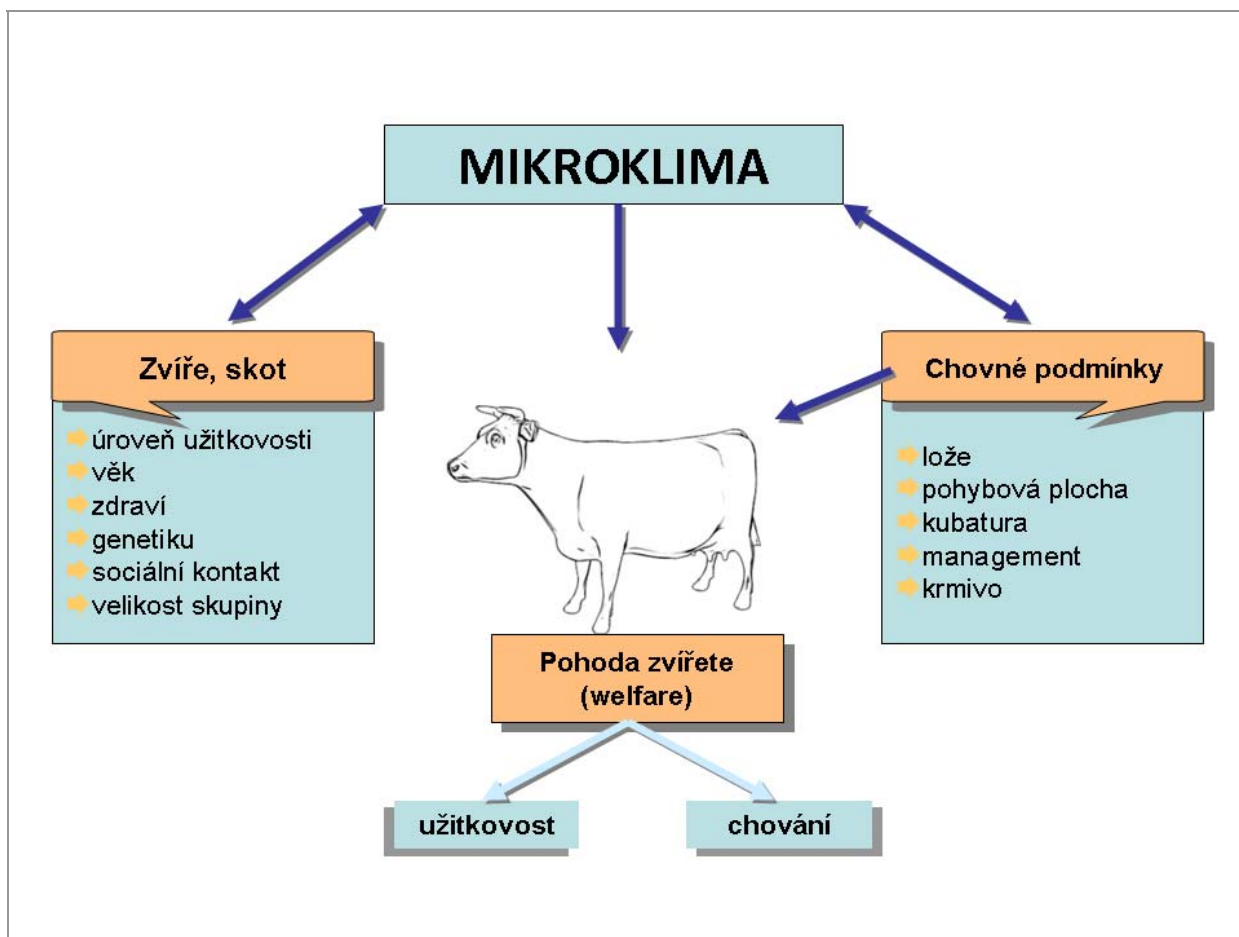 MIKROKLIMA
Zvíře, skot
úroveň užitkovosti
věk
zdraví
genetiku
sociální kontakt
velikost skupiny
Chovné podmínky
lože
pohybová plocha
kubatura
management
krmivo
Pohoda zvířete
(welfare)
užitkovost
chování